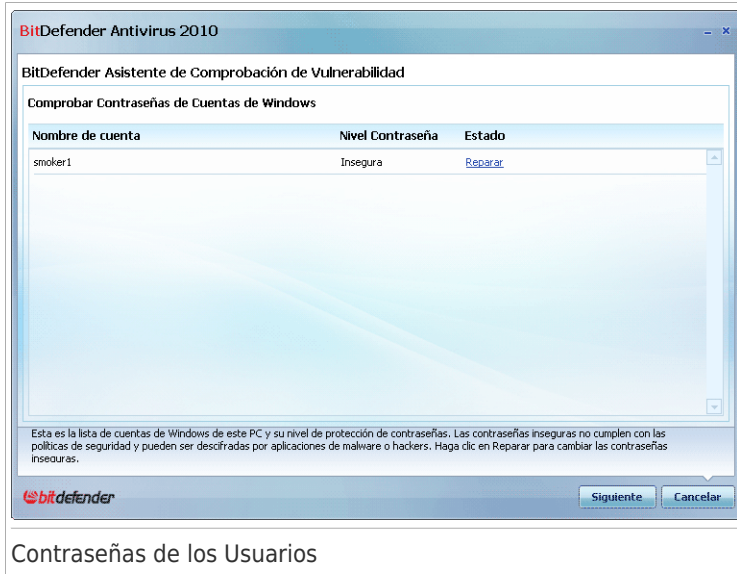 BitDefender Antivirus 2010
BitDefender Asistente de Comprobación de Vulnerabilidad
Comprobar Contraseñas de Cuentas de Windows
Nombre de cuenta Nivel Contraseña Estado
smoker1 Insegura Reparar
Esta es la lista de cuentas de Windows de este PC y su nivel de protección de contraseñas. Las contraseñas inseguras no cumplen con las
políticas de seguridad y pueden ser descifradas por aplicaciones de malware o hackers. Haga clic en Reparar para cambiar las contraseñas
inseguras.
bitdefender Siguiente Cancelar
Contraseñas de los Usuarios